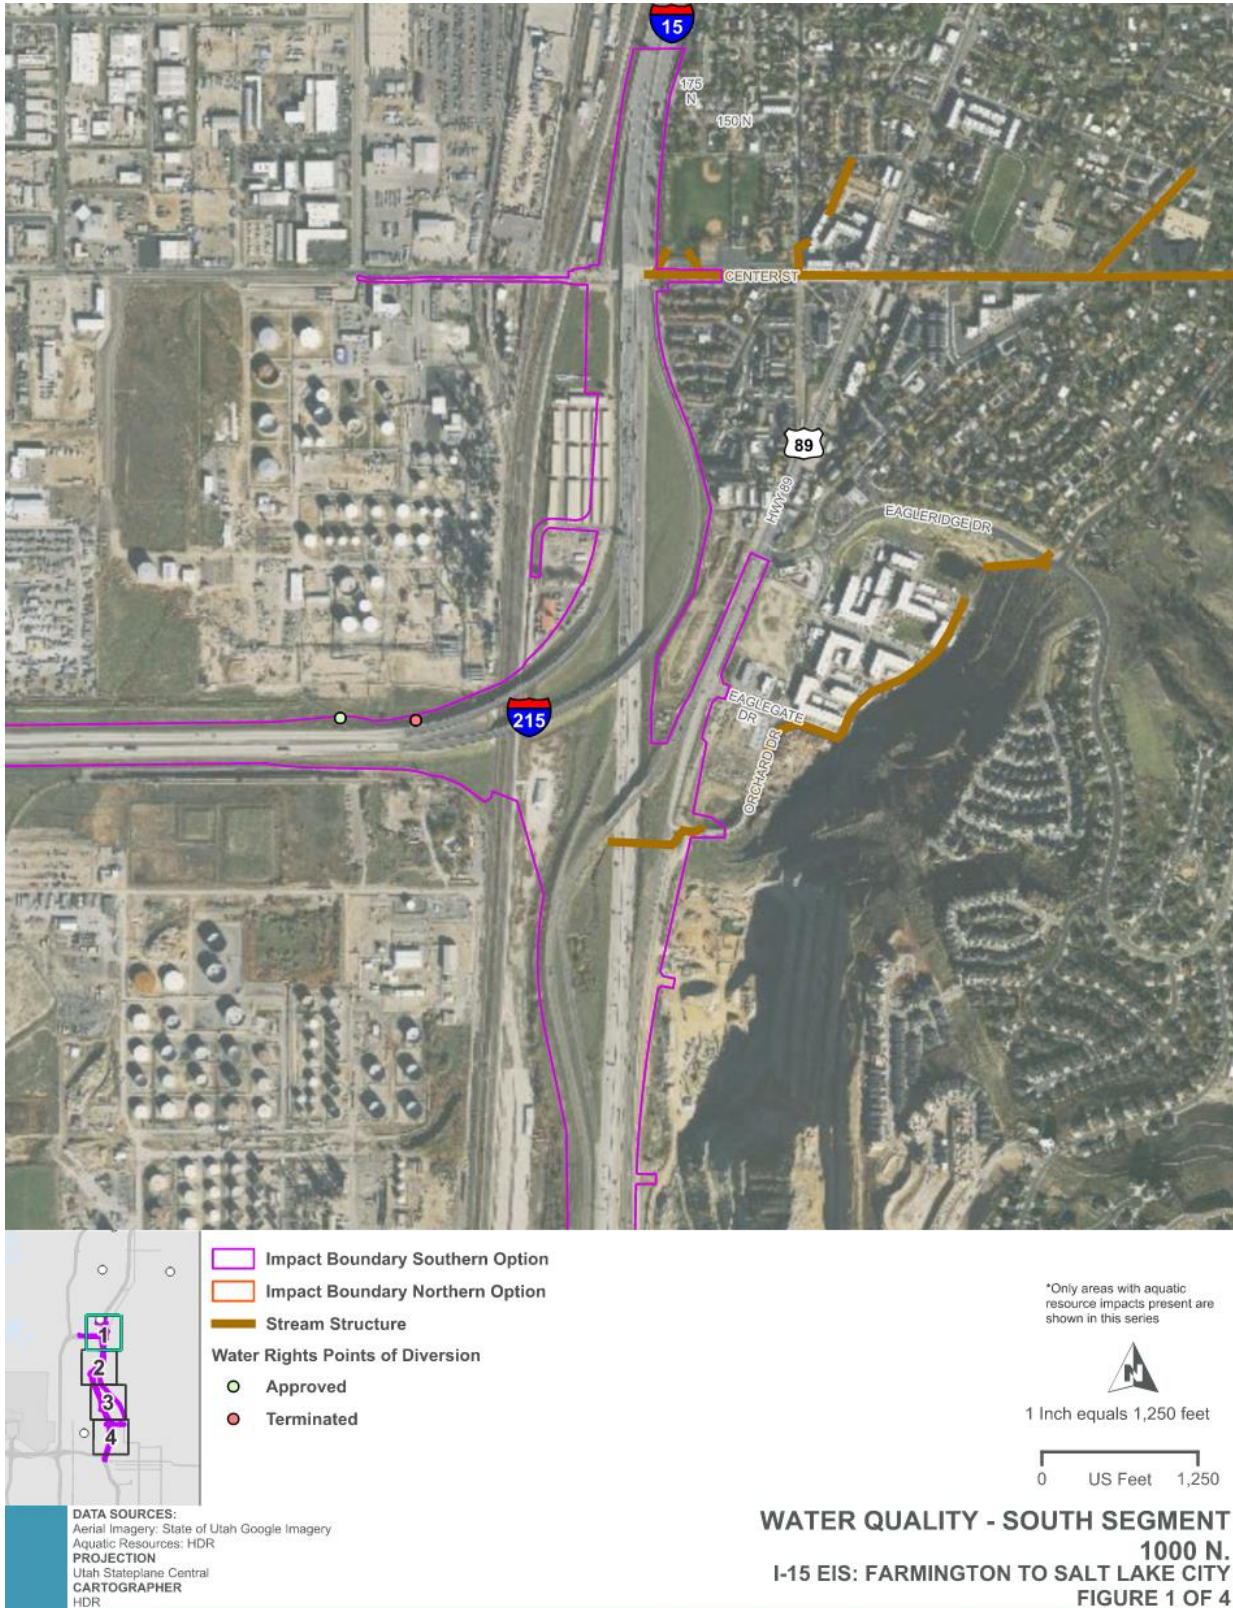 15
175
N
150 N
CENTER ST
89
HWY 89
EAGLERIDGE DR
EAGLEGATE
DR
215
ORCHARD DR
Impact Boundary Southern Option
Impact Boundary Northern Option
Stream Structure
Water Rights Points of Diversion
Approved
Terminated
1
2
3
4
*Only areas with aquatic
resource impacts present are
shown in this series
N
1 Inch equals 1,250 feet
0 US Feet 1,250
DATA SOURCES:
Aerial Imagery: State of Utah Google Imagery
Aquatic Resources: HDR
PROJECTION
Utah Stateplane Central
CARTOGRAPHER
HDR
WATER QUALITY - SOUTH SEGMENT
1000 N.
I-15 EIS: FARMINGTON TO SALT LAKE CITY
FIGURE 1 OF 4